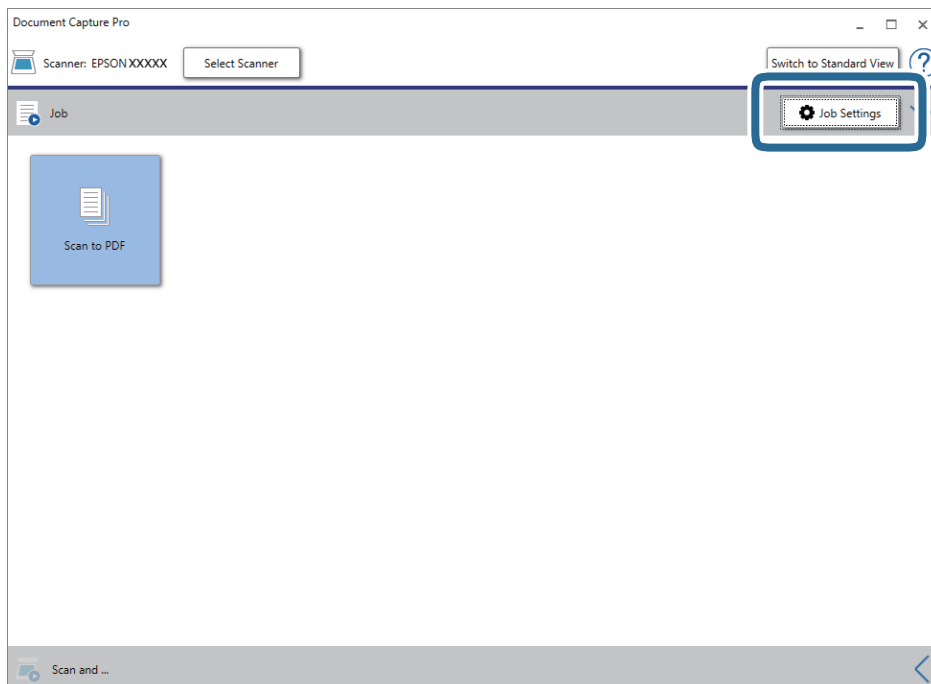 Document Capture Pro
Scanner: EPSON XXXXX
Select Scanner
Switch to Standard View
?
Job
Job Settings
Scan to PDF
Scan and ...